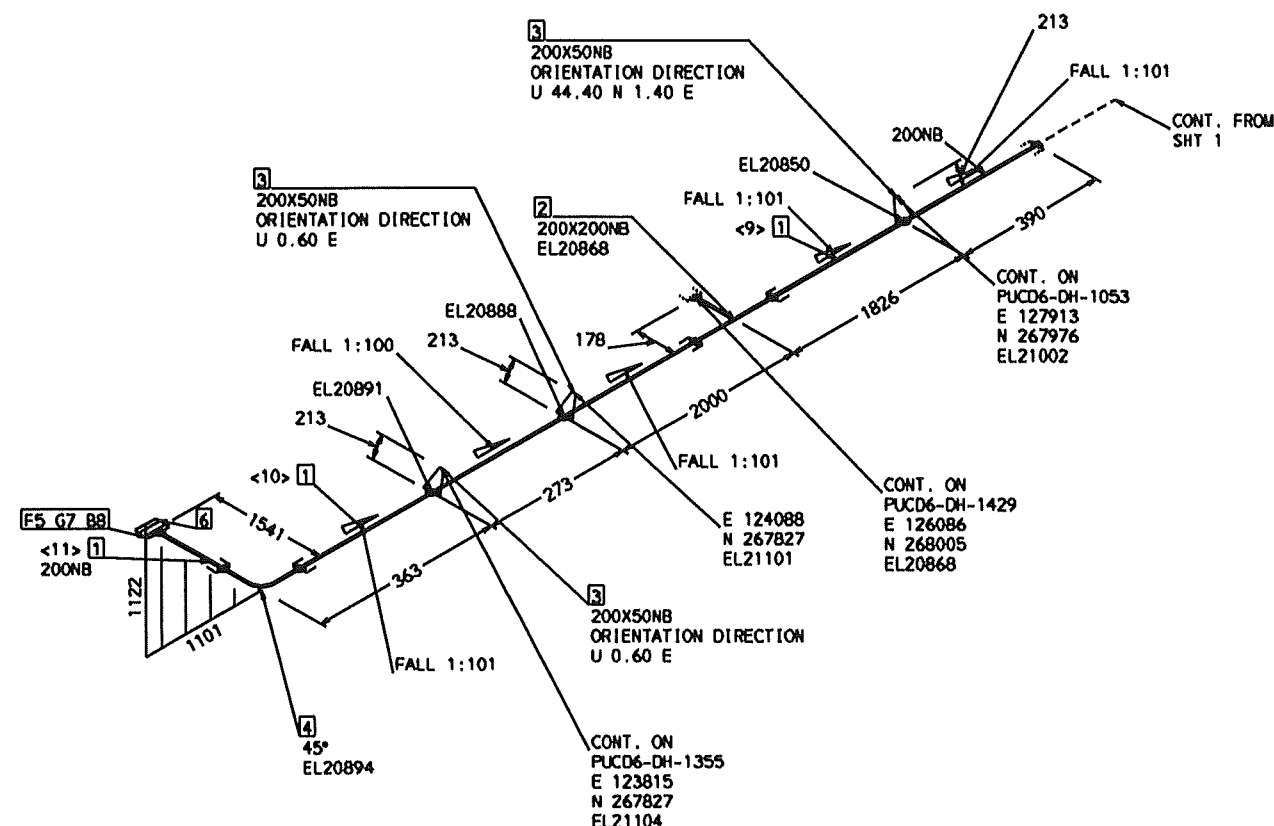 213
3
200X50NB
ORIENTATION DIRECTION
U 44.40 N 1.40 E
FALL 1:101
CONT. FROM
SHT 1
200NB
EL20850
3
200X50NB
ORIENTATION DIRECTION
U 0.60 E
FALL 1:101
<9> 1
2
200X200NB
EL20868
390
CONT. ON
PUCD6-DH-1053
E 127913
N 267976
EL21002
1826
EL20888
178
213
FALL 1:100
2000
EL20891
213
FALL 1:101
<10> 1
273
CONT. ON
PUCD6-DH-1429
E 126086
N 268005
EL20868
E 124088
N 267827
EL21101
F5 G7 B8
6
1541
<11> 1
200NB
363
3
200X50NB
ORIENTATION DIRECTION
U 0.60 E
1122
1101
FALL 1:101
4
45°
EL20894
CONT. ON
PUCD6-DH-1355
E 123815
N 267827
EL21104